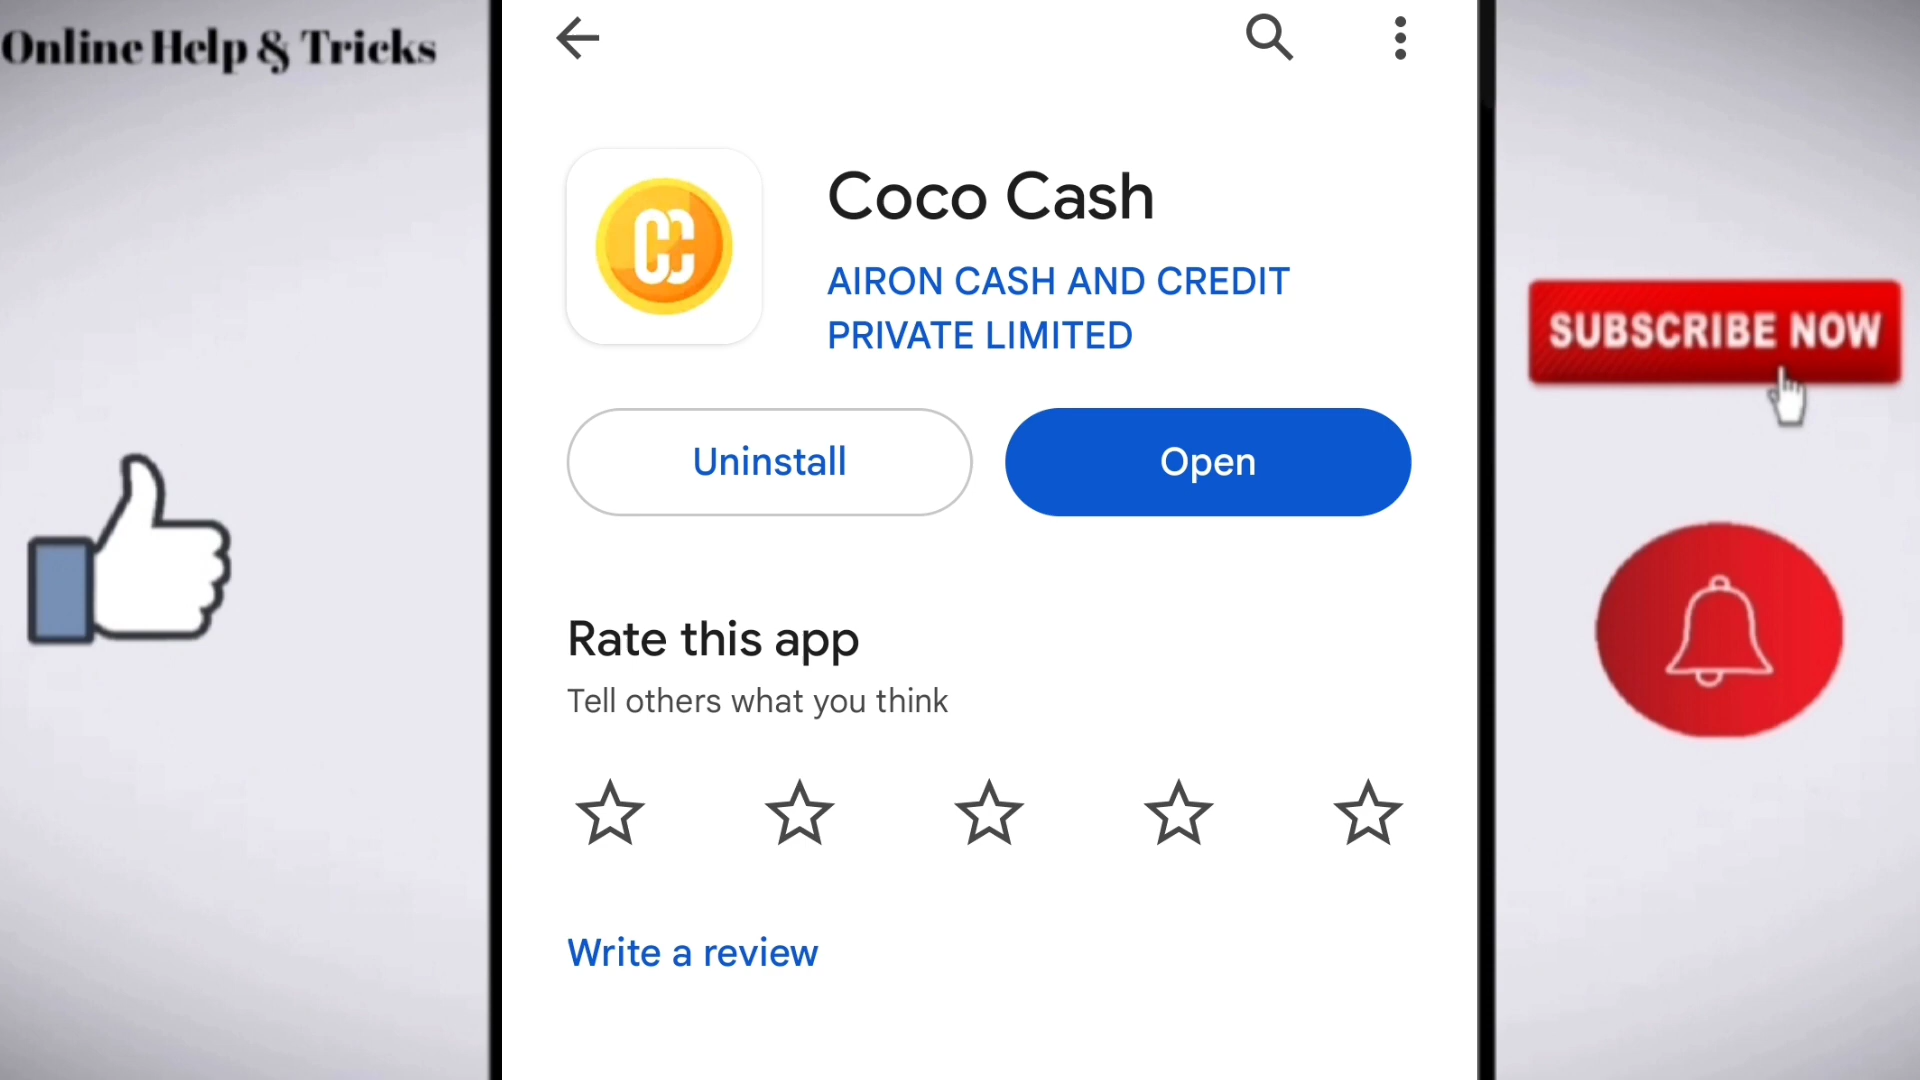 Online Help & Tricks
Coco Cash
AIRON CASH AND CREDIT
PRIVATE LIMITED
Uninstall
Open
SUBSCRIBE NOW
Rate this app
Tell others what you think
Write a review